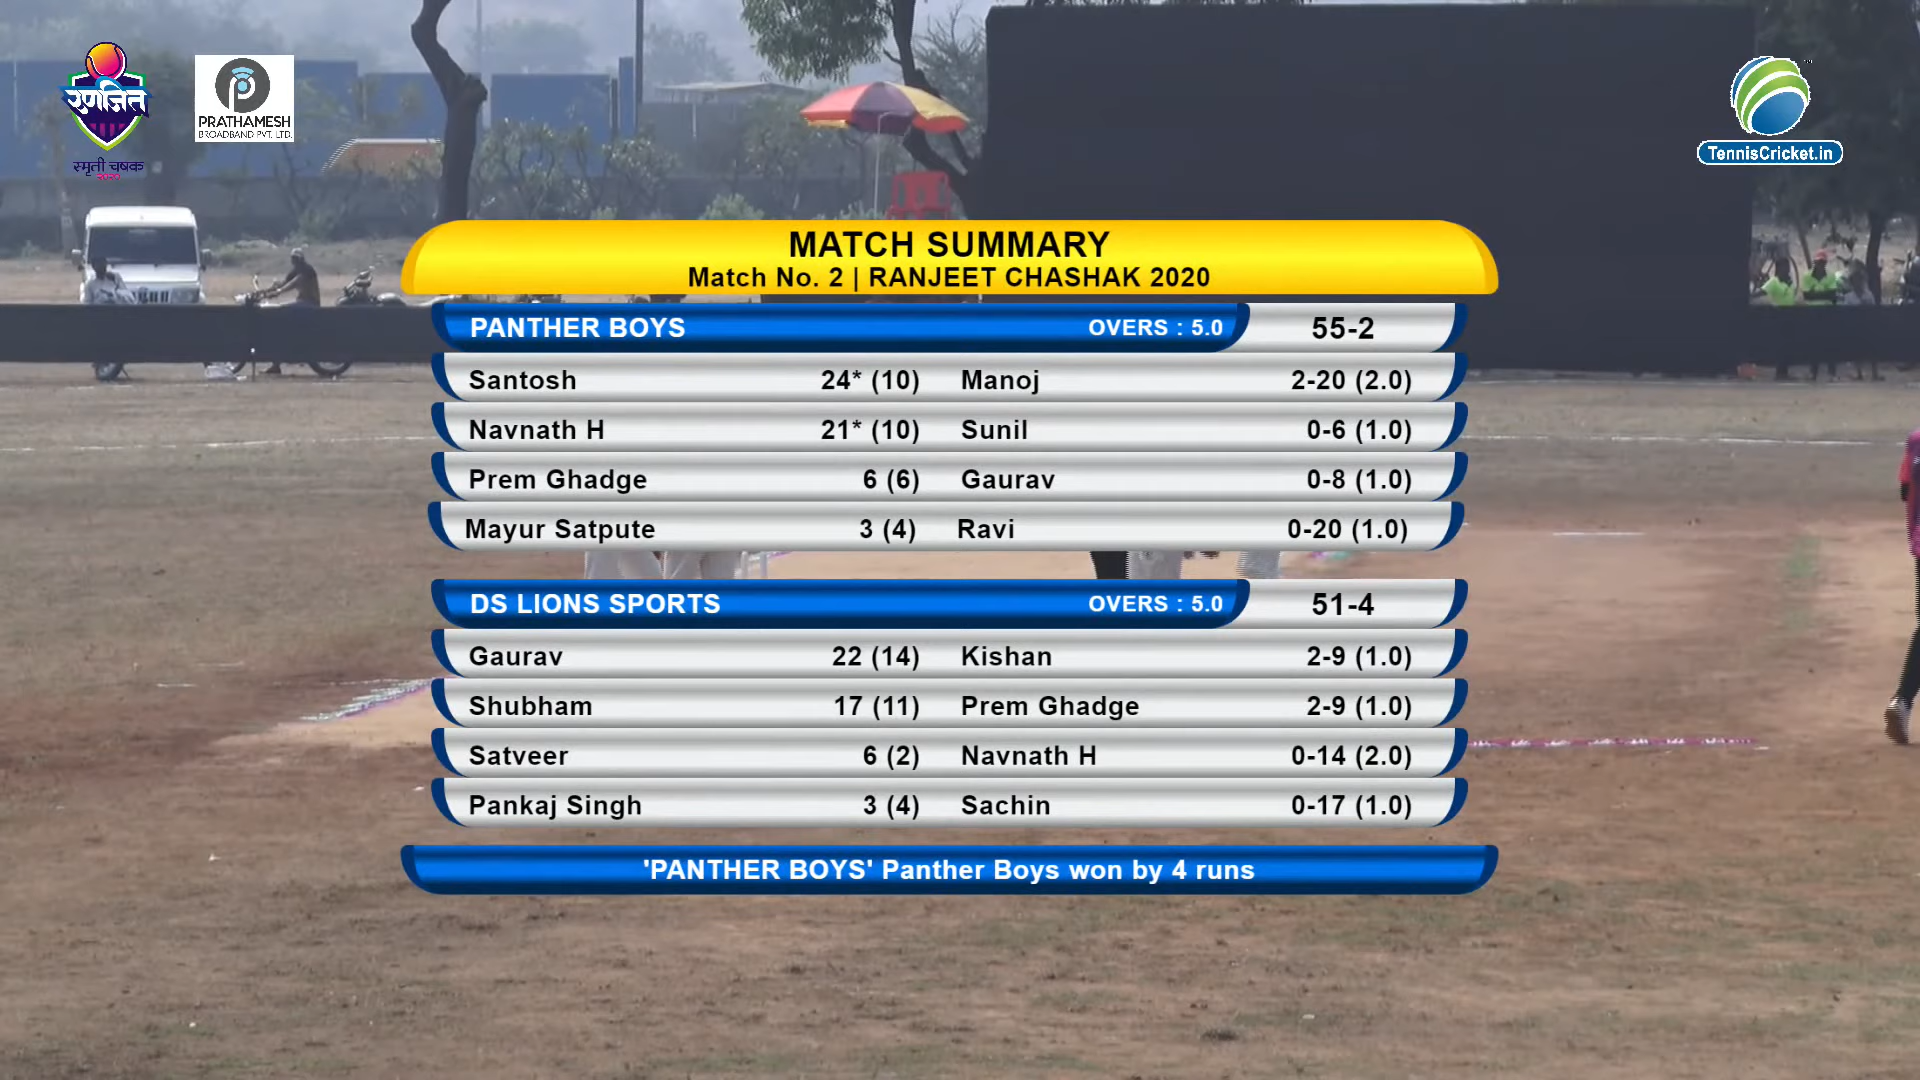 रणजित
स्मृती चषक
२०२०
PRATHAMESH
BROADBAND PVT. LTD.
TennisCricket.in
MATCH SUMMARY
Match No. 2 | RANJEET CHASHAK 2020
PANTHER BOYS OVERS : 5.0 55-2
Santosh 24* (10) Manoj 2-20 (2.0)
Navnath H 21* (10) Sunil 0-6 (1.0)
Prem Ghadge 6 (6) Gaurav 0-8 (1.0)
Mayur Satpute 3 (4) Ravi 0-20 (1.0)
DS LIONS SPORTS OVERS : 5.0 51-4
Gaurav 22 (14) Kishan 2-9 (1.0)
Shubham 17 (11) Prem Ghadge 2-9 (1.0)
Satveer 6 (2) Navnath H 0-14 (2.0)
Pankaj Singh 3 (4) Sachin 0-17 (1.0)
'PANTHER BOYS' Panther Boys won by 4 runs